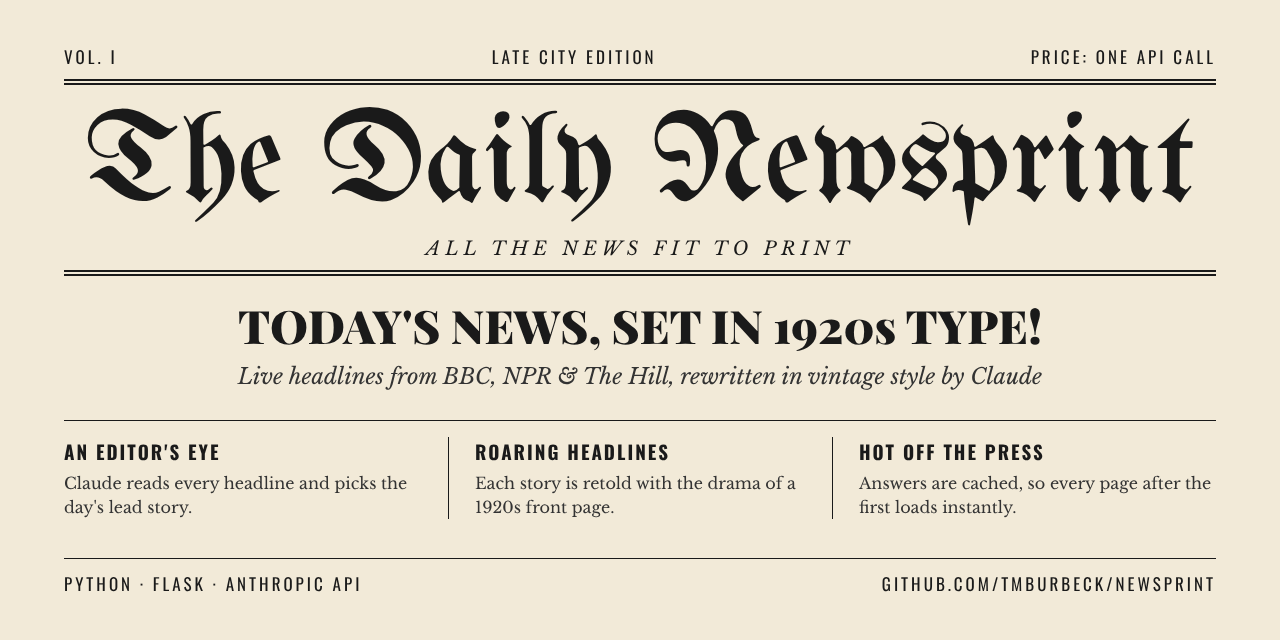 VOL. I
LATE CITY EDITION
PRICE: ONE API CALL
The Daily Newsprint
ALL THE NEWS FIT TO PRINT
TODAY'S NEWS, SET IN 1920s TYPE!
Live headlines from BBC, NPR & The Hill, rewritten in vintage style by Claude
AN EDITOR'S EYE
Claude reads every headline and picks the
day's lead story.
ROARING HEADLINES
Each story is retold with the drama of a
1920s front page.
HOT OFF THE PRESS
Answers are cached, so every page after the
first loads instantly.
PYTHON · FLASK · ANTHROPIC API
GITHUB.COM/TMBURBECK/NEWSPRINT